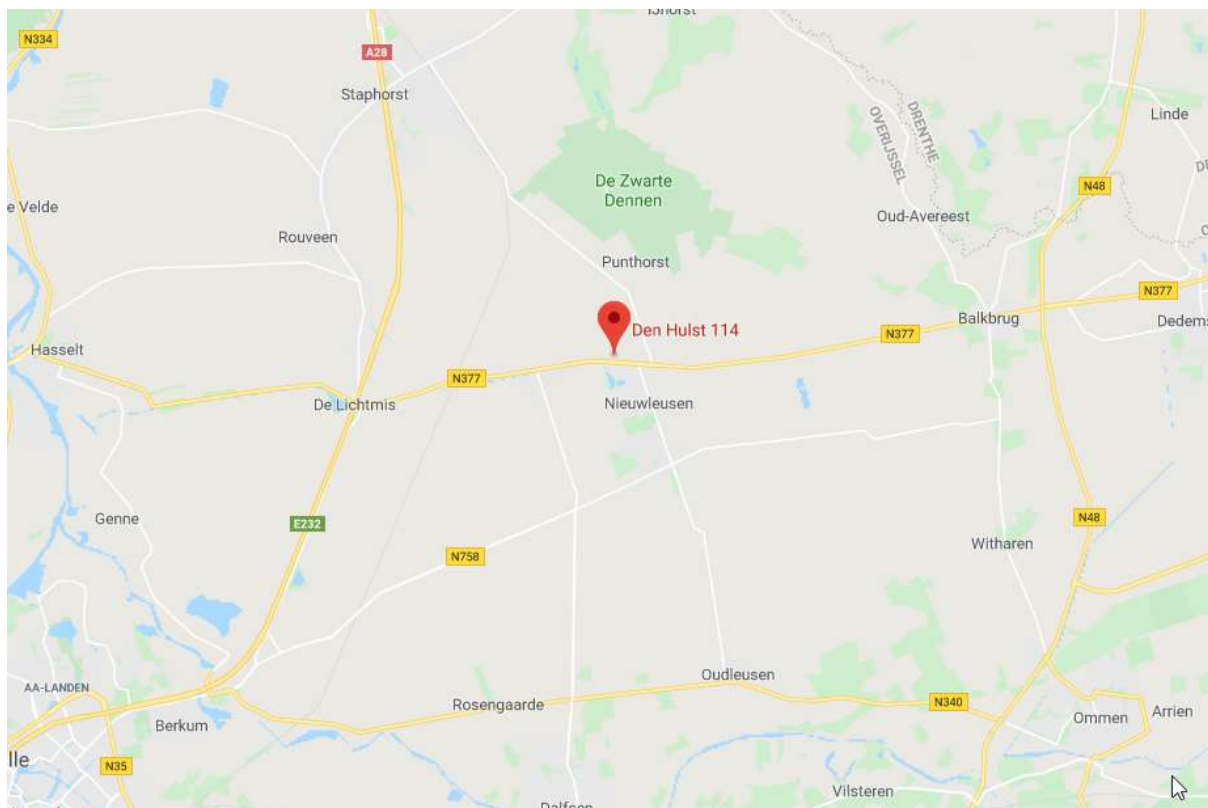 IJhorst
N334
A28
Staphorst
Linde
DRENTHE
OVERIJSSEL
De Zwarte
Dennen
N48
e Velde
Oud-Avereest
Rouveen
Punthorst
N377
Den Hulst 114
Balkbrug
Dedems
Hasselt
N377
N377
De Lichtmis
Nieuwleusen
Genne
E232
N48
Witharen
N758
Oudleusen
AA-LANDEN
Rosengaarde
N340
Ommen
Arrien
Berkum
lle
N35
Vilsteren
Dalfsen